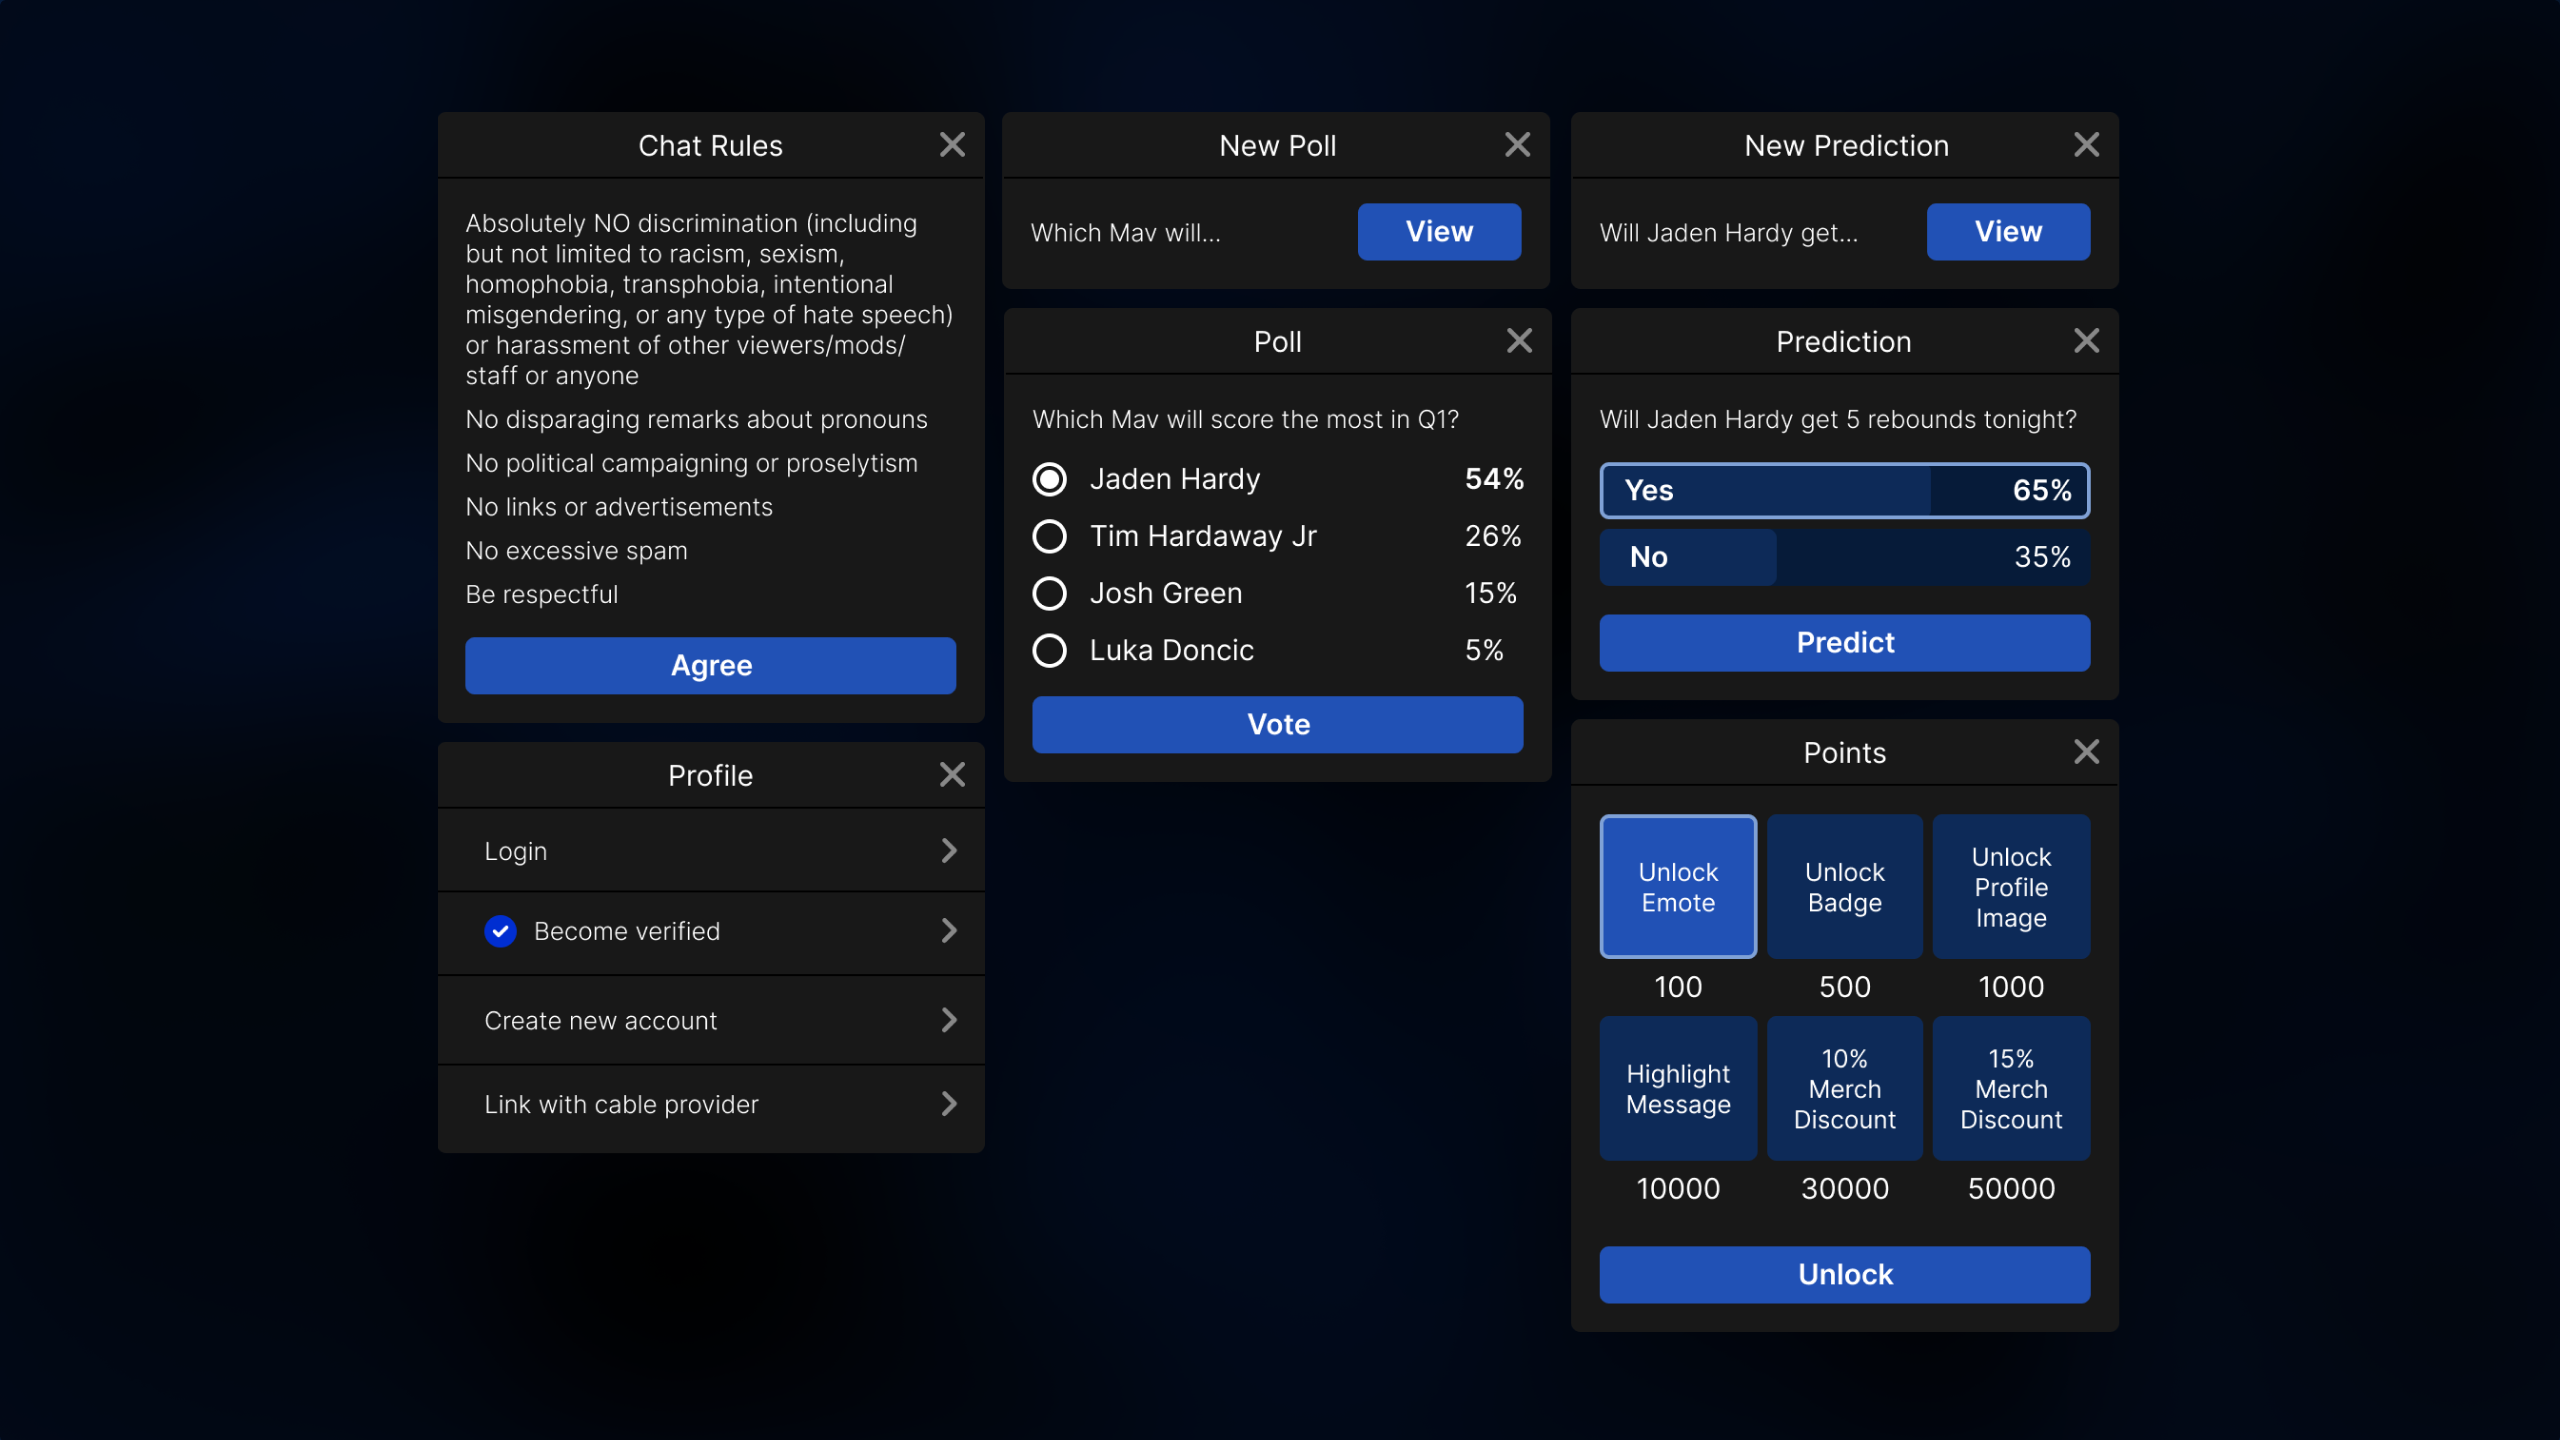 Chat Rules
Absolutely NO discrimination (including
but not limited to racism, sexism,
homophobia, transphobia, intentional
misgendering, or any type of hate speech)
or harassment of other viewers/mods/
staff or anyone
No disparaging remarks about pronouns
No political campaigning or proselytism
No links or advertisements
No excessive spam
Be respectful
Agree
Profile
Login
Become verified
Create new account
Link with cable provider
New Poll
Which Mav will...
View
Poll
Which Mav will score the most in Q1?
Jaden Hardy 54%
Tim Hardaway Jr 26%
Josh Green 15%
Luka Doncic 5%
Vote
New Prediction
Will Jaden Hardy get...
View
Prediction
Will Jaden Hardy get 5 rebounds tonight?
Yes 65%
No 35%
Predict
Points
Unlock
Emote
100
Unlock
Badge
500
Unlock
Profile
Image
1000
Highlight
Message
10000
10%
Merch
Discount
30000
15%
Merch
Discount
50000
Unlock